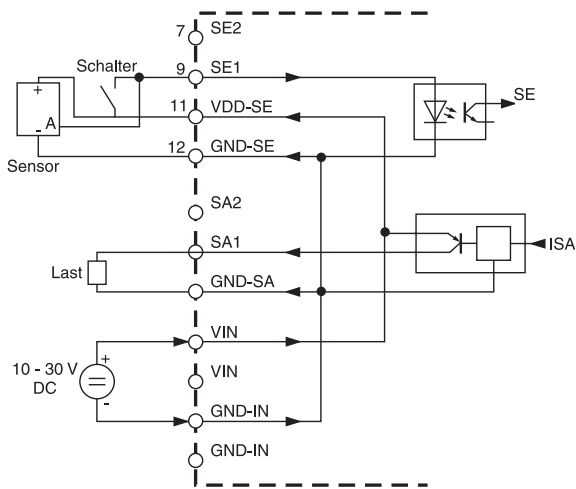 7 SE2
Schalter
9 SE1
+
11 VDD-SE
SE
A
-
12 GND-SE
Sensor
SA2
SA1
ISA
Last
GND-SA
VIN
+
10 - 30 V
DC
VIN
-
GND-IN
GND-IN